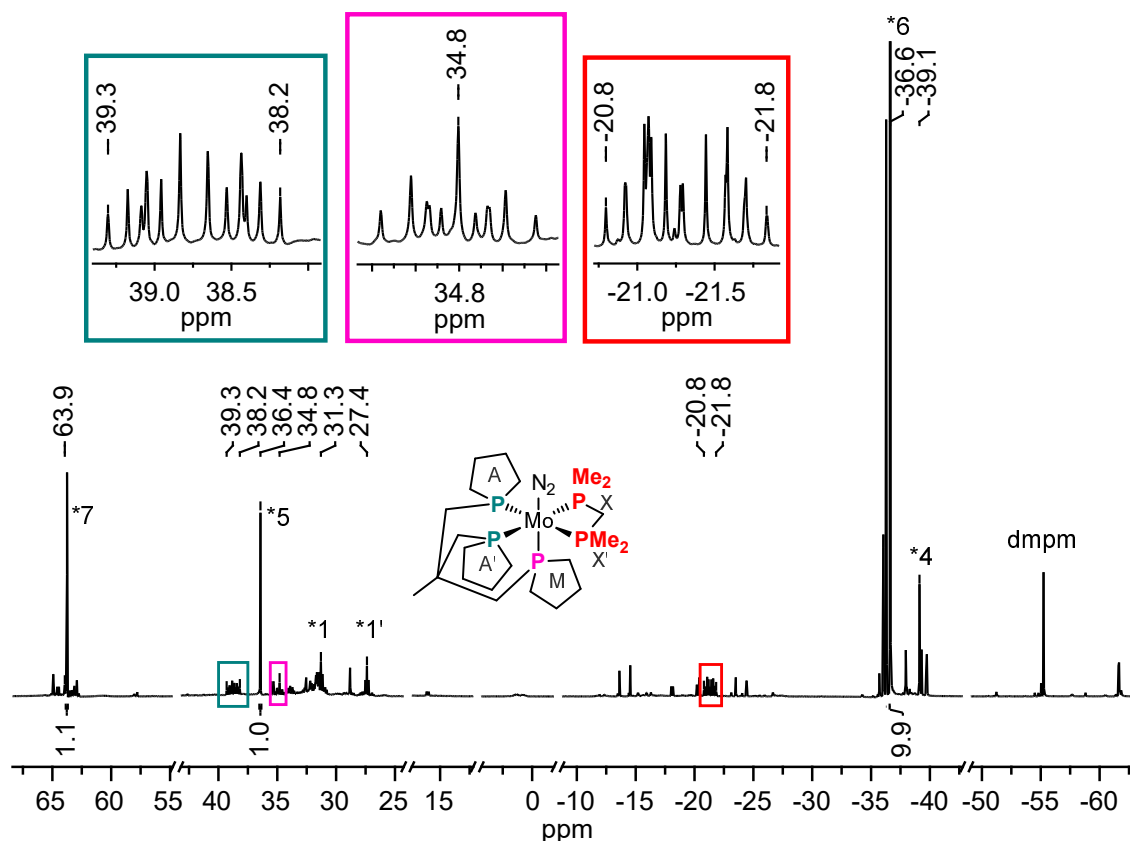 *6
-36.6
-39.1
39.3
38.2
39.0 38.5
ppm
34.8
34.8
ppm
-20.8
-21.8
-21.0 -21.5
ppm
63.9
39.3
38.2
36.4
34.8
31.3
27.4
-20.8
-21.8
*7
*5
*1
*1'
*4
dmpm
A
N2
Me2
P
P
X
Mo
P
PMe2
A'
X'
P
M
1.1
1.0
9.9
65 60 55 40 35 30 25 15 0 -10 -15 -20 -25 -30 -35 -40 -50 -55 -60
ppm